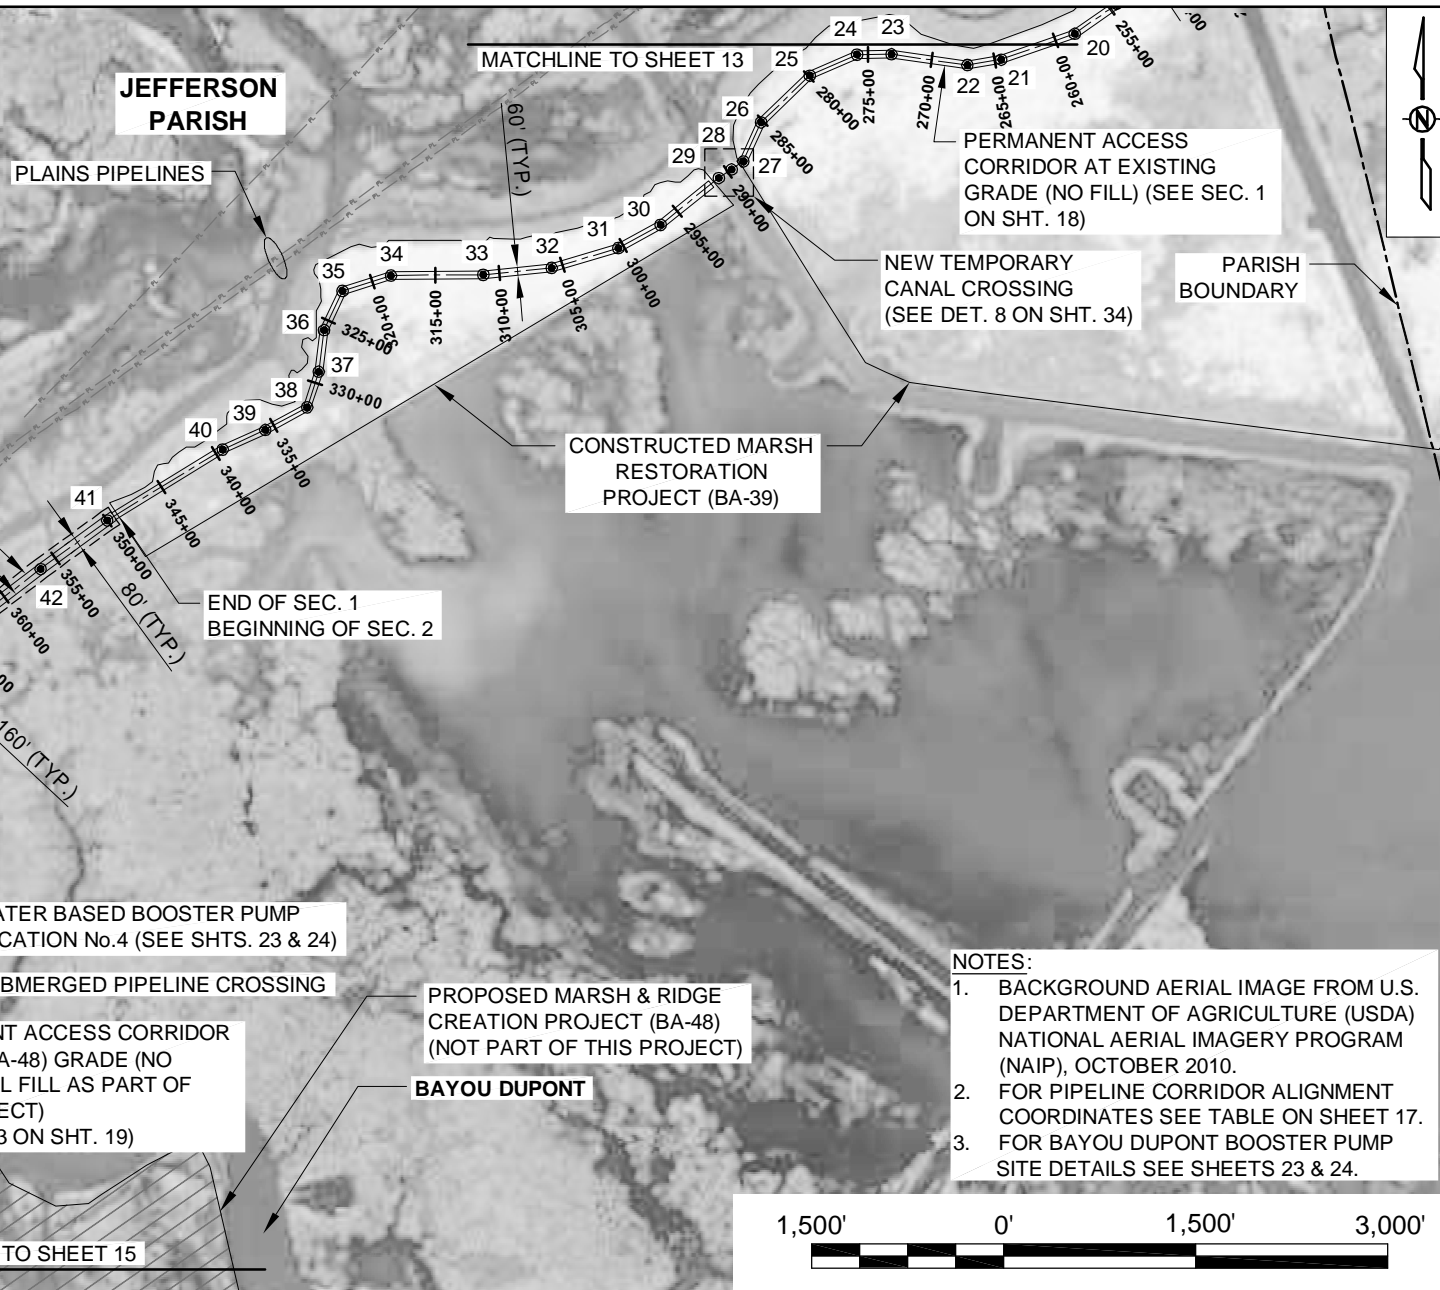 JEFFERSON
PARISH
PLAINS PIPELINES
MATCHLINE TO SHEET 13
60' (TYP.)
24
23
25
22
21
20
26
28
27
29
30
31
32
33
34
35
36
37
38
39
40
41
42
255+00
260+00
265+00
270+00
275+00
280+00
285+00
290+00
295+00
300+00
305+00
310+00
315+00
320+00
325+00
330+00
335+00
340+00
345+00
350+00
355+00
360+00
N
PERMANENT ACCESS
CORRIDOR AT EXISTING
GRADE (NO FILL) (SEE SEC. 1
ON SHT. 18)
NEW TEMPORARY
CANAL CROSSING
(SEE DET. 8 ON SHT. 34)
PARISH
BOUNDARY
CONSTRUCTED MARSH
RESTORATION
PROJECT (BA-39)
80' (TYP.)
END OF SEC. 1
BEGINNING OF SEC. 2
160' (TYP.)
ATER BASED BOOSTER PUMP
CATION No.4 (SEE SHTS. 23 & 24)
BMERGED PIPELINE CROSSING
NT ACCESS CORRIDOR
A-48) GRADE (NO
L FILL AS PART OF
ECT)
3 ON SHT. 19)
PROPOSED MARSH & RIDGE
CREATION PROJECT (BA-48)
(NOT PART OF THIS PROJECT)
BAYOU DUPONT
TO SHEET 15
NOTES:
1. BACKGROUND AERIAL IMAGE FROM U.S.
DEPARTMENT OF AGRICULTURE (USDA)
NATIONAL AERIAL IMAGERY PROGRAM
(NAIP), OCTOBER 2010.
2. FOR PIPELINE CORRIDOR ALIGNMENT
COORDINATES SEE TABLE ON SHEET 17.
3. FOR BAYOU DUPONT BOOSTER PUMP
SITE DETAILS SEE SHEETS 23 & 24.
1,500' 0' 1,500' 3,000'